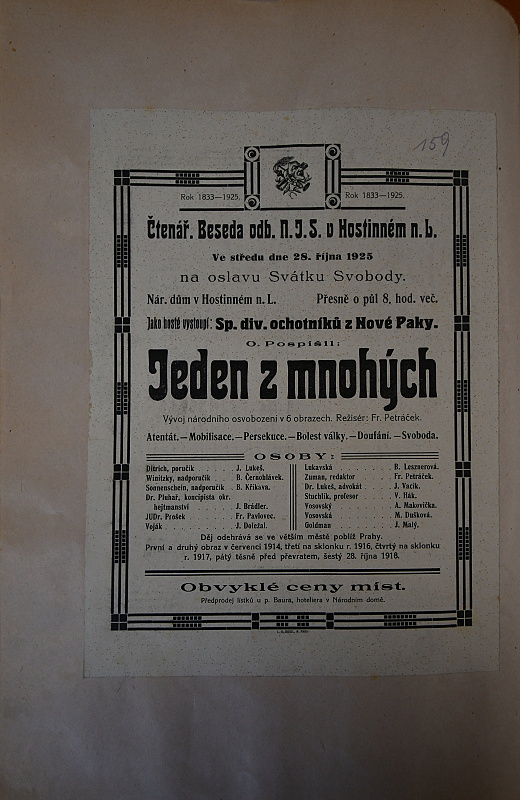 159
Rok 1833—1925. Rok 1833—1925.
Čtenář. Beseda odb. N.J.S. v Hostinném n. L.
Ve středu dne 28. října 1925
na oslavu Svátku Svobody.
Nár. dům v Hostinném n. L. Přesně o půl 8, hod. več.
Jako hosté vystoupí: Sp. div. ochotníků z Nové Paky.
O. Pospíšil:
Jeden z mnohých
Vývoj národního osvobození v 6 obrazech. Režisér: Fr. Petráček.
Atentát. — Mobilisace. — Persekuce. — Bolest války. — Doufání. — Svoboda.
OSOBY:
Ditrich, poručík . . . . . J. Lukeš.
Winitzky, nadporučík . . B. Černohlávek.
Sonnenschein, nadporučík . B. Křikava.
Dr. Pluhař, koncipista okr.
hejtmanství . . . . . J. Brádler.
JUDr. Prošek . . . . . Fr. Pavlovec.
Voják . . . . . J. Doležal.
Lukavská . . . . . B. Lesznerová.
Zuman, redaktor . . . . . Fr. Petráček.
Dr. Lukeš, advokát . . . . . J. Vacík.
Stuchlík, profesor . . . . . V. Hák.
Vosovský . . . . . A. Makovička.
Vosovská . . . . . M. Dušková.
Goldman . . . . . J. Malý.
Děj odehrává se ve větším městě poblíž Prahy.
První a druhý obraz v červenci 1914, třetí na sklonku r. 1916, čtvrtý na sklonku
r. 1917, pátý těsně před převratem, šestý 28. října 1918.
Obvyklé ceny míst.
Předprodej lístků u p. Baura, hoteliera v Národním domě.